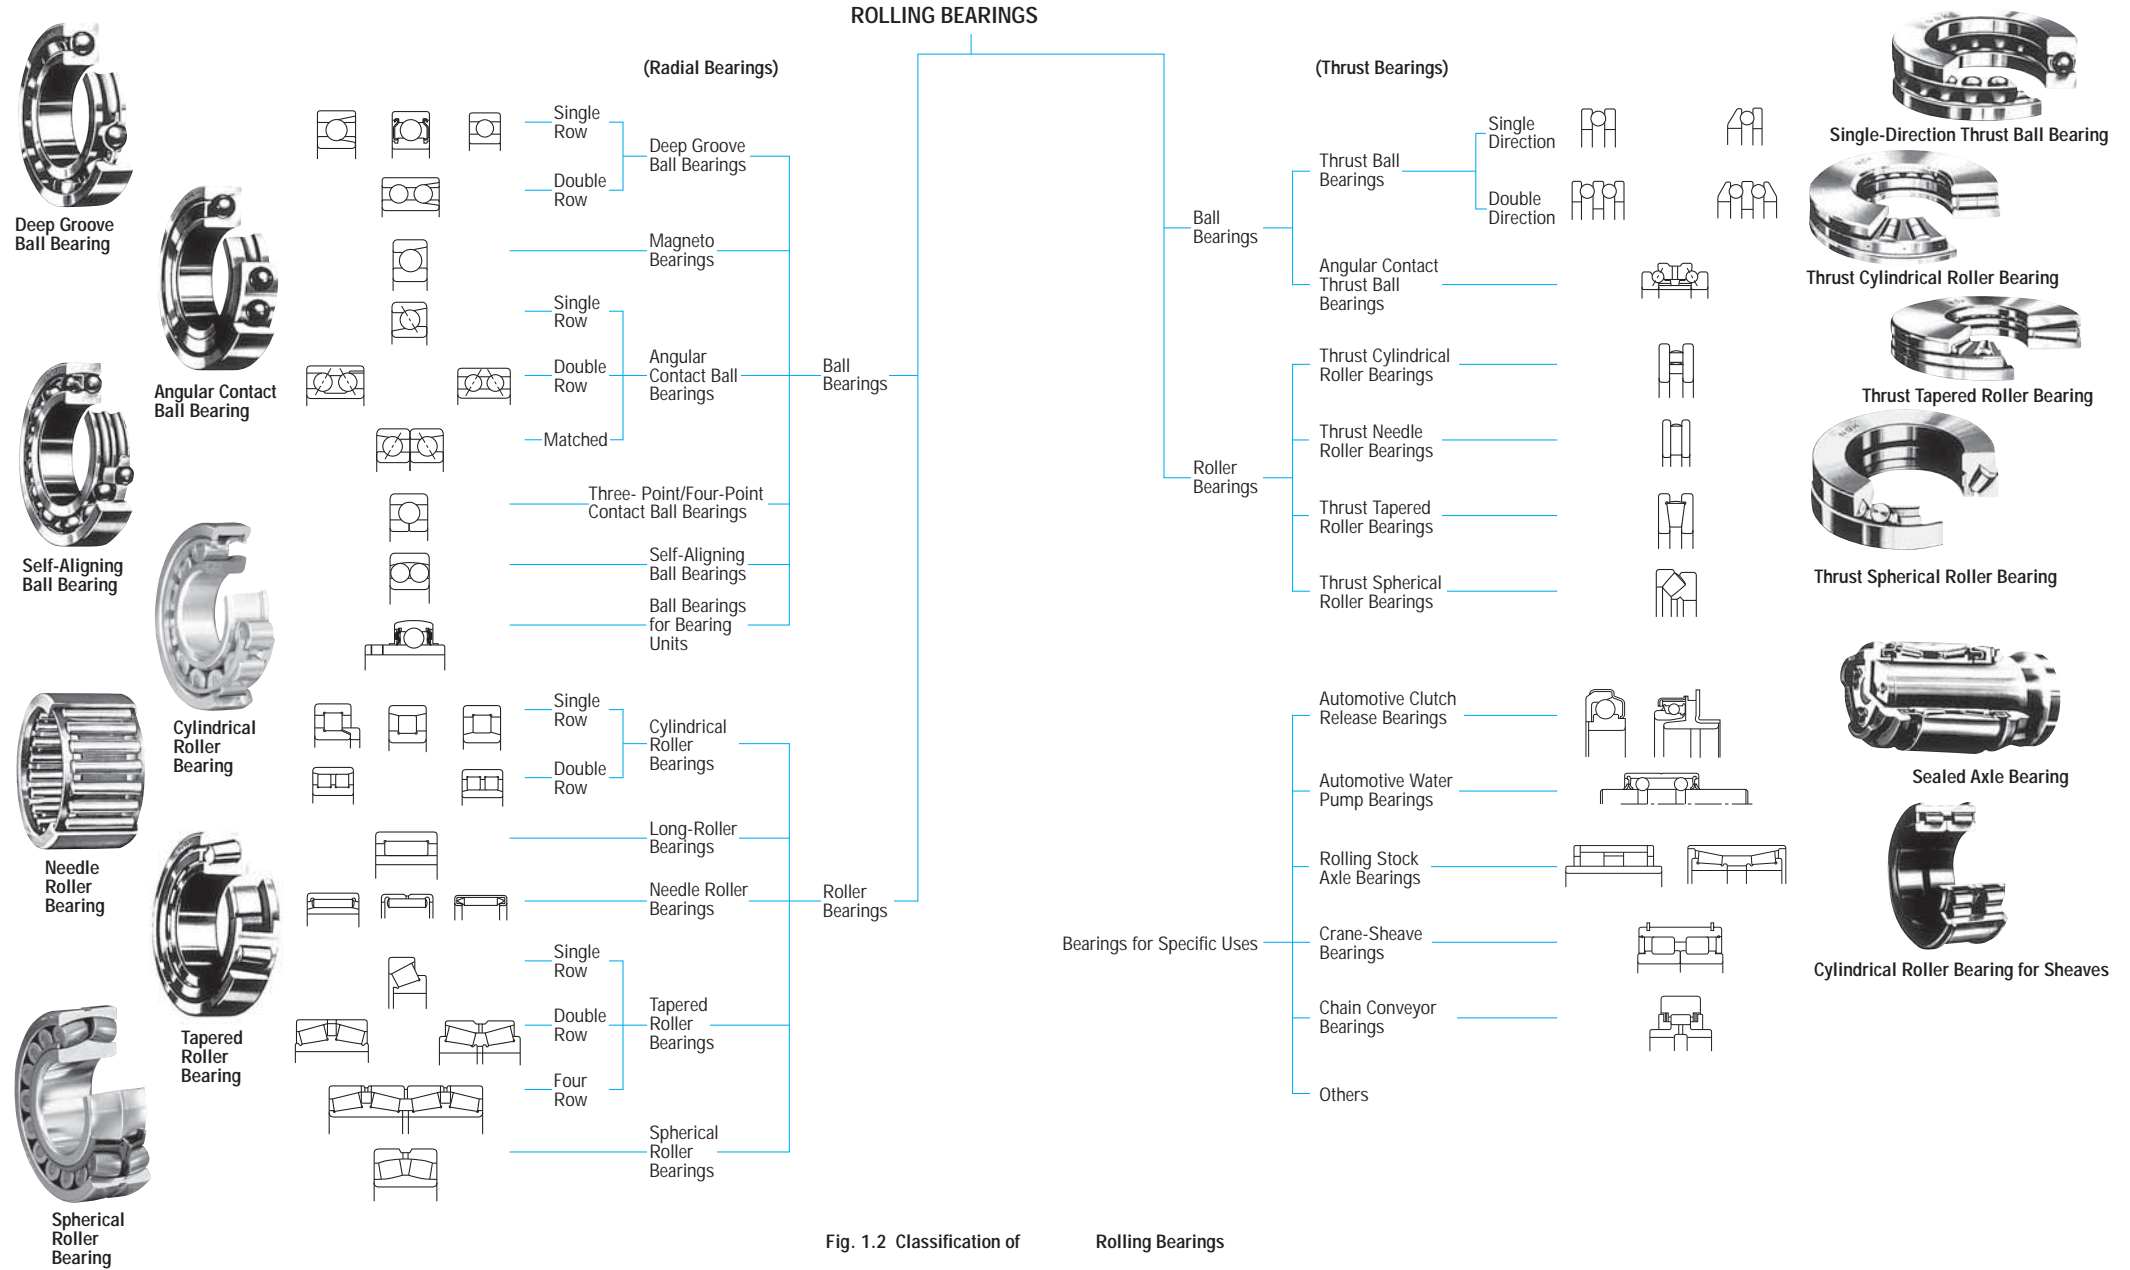 ROLLING BEARINGS
(Radial Bearings)
Single
Row
Double
Row
Deep Groove
Ball Bearings
Magneto
Bearings
Single
Row
Double
Row
Matched
Angular
Contact Ball
Bearings
Three- Point/Four-Point
Contact Ball Bearings
Self-Aligning
Ball Bearings
Ball Bearings
for Bearing
Units
Ball
Bearings
Single
Row
Double
Row
Cylindrical
Roller
Bearings
Long-Roller
Bearings
Needle Roller
Bearings
Single
Row
Double
Row
Four
Row
Tapered
Roller
Bearings
Spherical
Roller
Bearings
Roller
Bearings
Deep Groove
Ball Bearing
Angular Contact
Ball Bearing
Self-Aligning
Ball Bearing
Cylindrical
Roller
Bearing
Needle
Roller
Bearing
Tapered
Roller
Bearing
Spherical
Roller
Bearing
(Thrust Bearings)
Ball
Bearings
Thrust Ball
Bearings
Single
Direction
Double
Direction
Angular Contact
Thrust Ball
Bearings
Roller
Bearings
Thrust Cylindrical
Roller Bearings
Thrust Needle
Roller Bearings
Thrust Tapered
Roller Bearings
Thrust Spherical
Roller Bearings
Bearings for Specific Uses
Automotive Clutch
Release Bearings
Automotive Water
Pump Bearings
Rolling Stock
Axle Bearings
Crane-Sheave
Bearings
Chain Conveyor
Bearings
Others
Single-Direction Thrust Ball Bearing
Thrust Cylindrical Roller Bearing
Thrust Tapered Roller Bearing
Thrust Spherical Roller Bearing
Sealed Axle Bearing
Cylindrical Roller Bearing for Sheaves
Fig. 1.2 Classification of Rolling Bearings